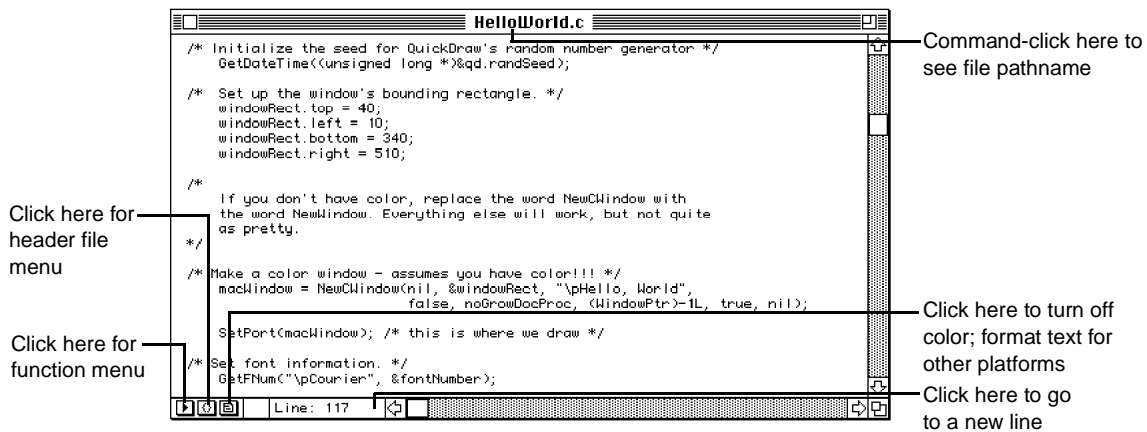 HelloWorld.c
/* Initialize the seed for QuickDraw's random number generator */
GetDateTime((unsigned long *)&qd.randSeed);
/* Set up the window's bounding rectangle. */
windowRect.top = 40;
windowRect.left = 10;
windowRect.bottom = 340;
windowRect.right = 510;
/*
If you don't have color, replace the word NewCWindow with
the word NewWindow. Everything else will work, but not quite
as pretty.
*/
/* Make a color window - assumes you have color!!! */
macWindow = NewCWindow(nil, &windowRect, "\pHello, World",
false, noGrowDocProc, (WindowPtr)-1L, true, nil);
SetPort(macWindow); /* this is where we draw */
/* Set font information. */
GetFNum("\pCourier", &fontNumber);
Line: 117
Command-click here to
see file pathname
Click here for
header file
menu
Click here for
function menu
Click here to turn off
color; format text for
other platforms
Click here to go
to a new line